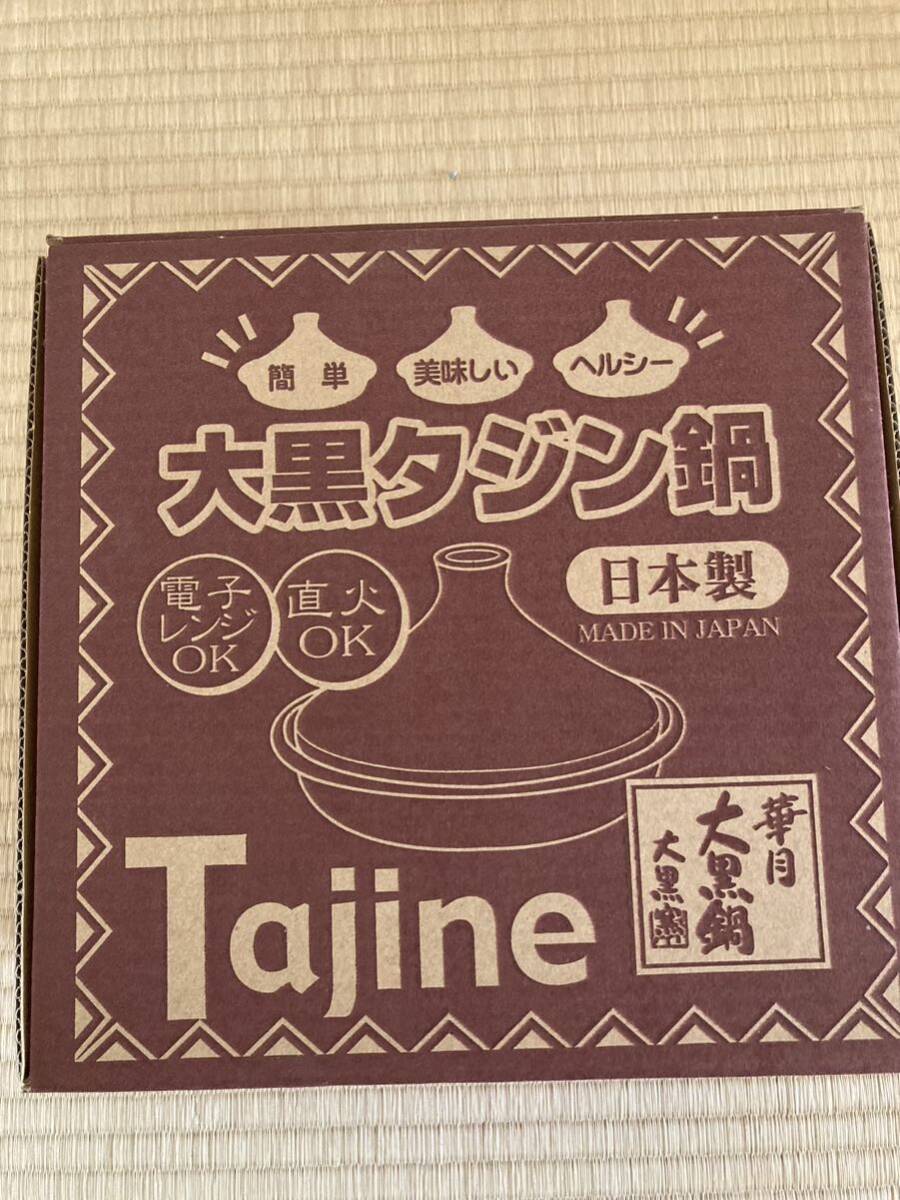 簡単
美味しい
ヘルシー
大黒タジン鍋
電子
レンジ
OK
直火
OK
日本製
MADE IN JAPAN
Tajine
華月
大黒鍋
大黒窯